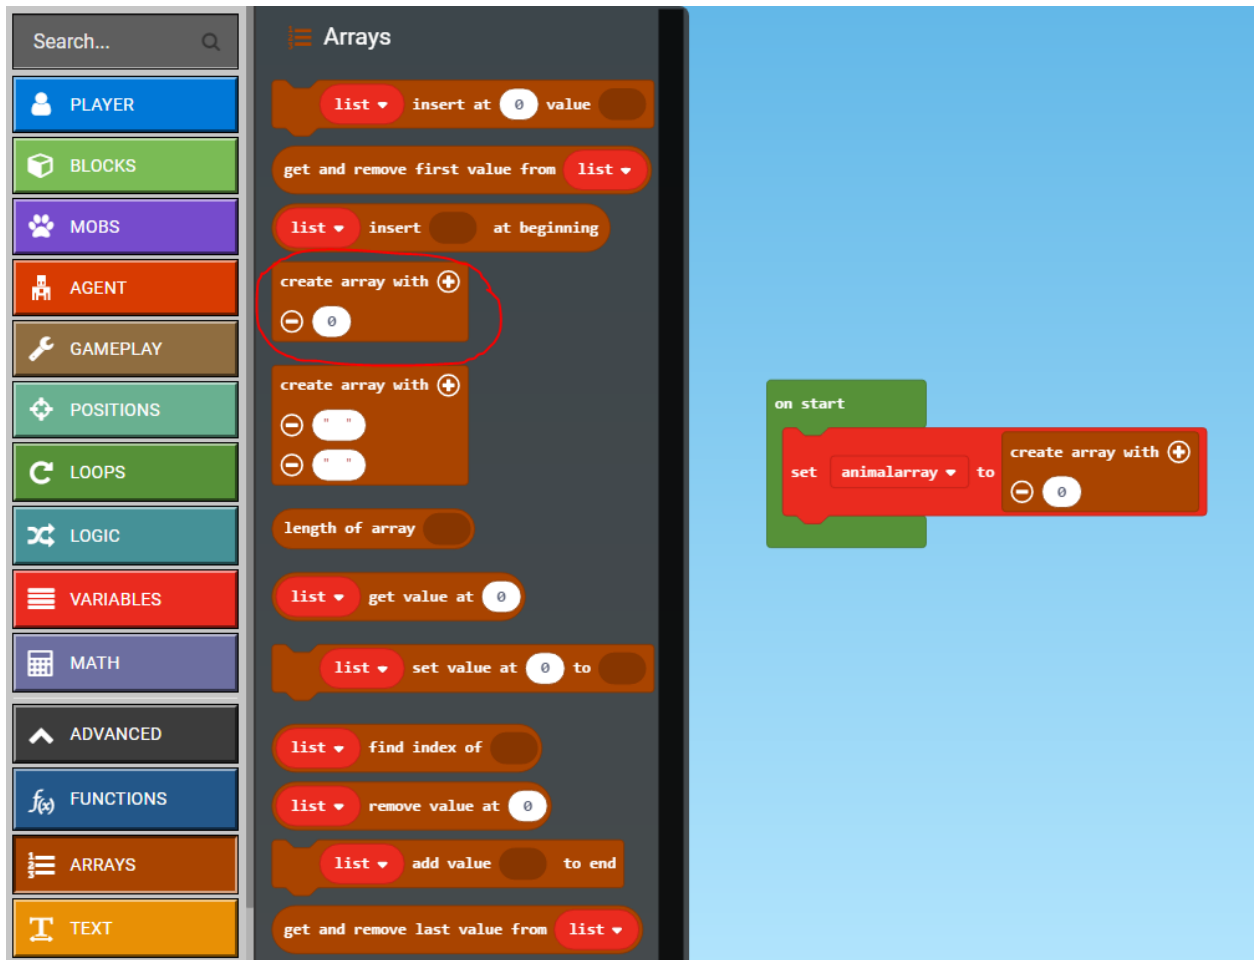 Search...
PLAYER
BLOCKS
MOBS
AGENT
GAMEPLAY
POSITIONS
LOOPS
LOGIC
VARIABLES
MATH
ADVANCED
f(x) FUNCTIONS
ARRAYS
TEXT
Arrays
list insert at 0 value
get and remove first value from list
list insert at beginning
create array with
0
create array with
" "
" "
length of array
list get value at 0
list set value at 0 to
list find index of
list remove value at 0
list add value to end
get and remove last value from list
on start
set animalarray to create array with
0